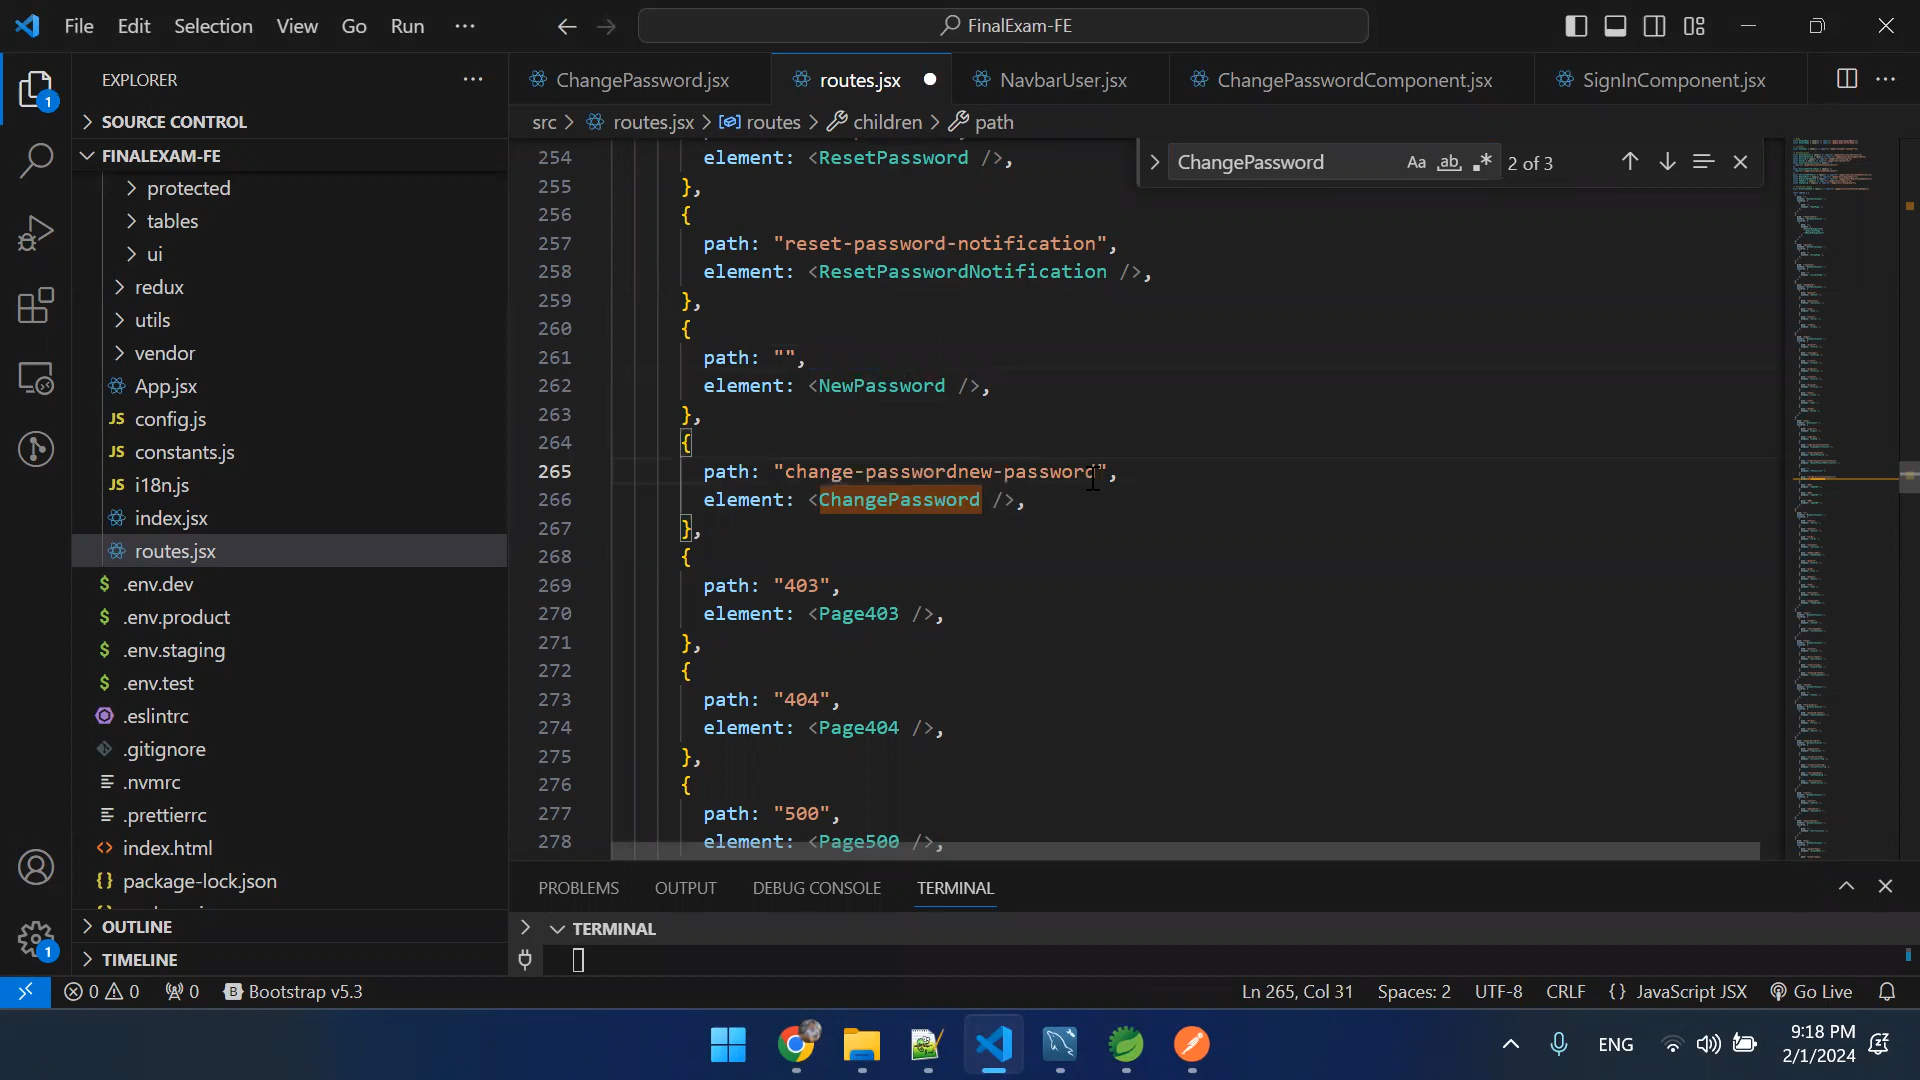 File Edit Selection View Go Run ···
FinalExam-FE
EXPLORER
SOURCE CONTROL
FINALEXAM-FE
protected
tables
ui
redux
utils
vendor
App.jsx
JS config.js
JS constants.js
JS i18n.js
index.jsx
routes.jsx
$ .env.dev
$ .env.product
$ .env.staging
$ .env.test
.eslintrc
.gitignore
.nvmrc
.prettierrc
<> index.html
{} package-lock.json
OUTLINE
TIMELINE
1
1
ChangePassword.jsx routes.jsx NavbarUser.jsx ChangePasswordComponent.jsx SignInComponent.jsx
src > routes.jsx > routes > children > path
ChangePassword Aa ab .* 2 of 3
254 element: <ResetPassword />,
255 },
256 {
257 path: "reset-password-notification",
258 element: <ResetPasswordNotification />,
259 },
260 {
261 path: "",
262 element: <NewPassword />,
263 },
264 {
265 path: "change-passwordnew-password",
266 element: <ChangePassword />,
267 },
268 {
269 path: "403",
270 element: <Page403 />,
271 },
272 {
273 path: "404",
274 element: <Page404 />,
275 },
276 {
277 path: "500",
278 element: <Page500 />,
PROBLEMS OUTPUT DEBUG CONSOLE TERMINAL
TERMINAL
0 0 0 Bootstrap v5.3
Ln 265, Col 31 Spaces: 2 UTF-8 CRLF {} JavaScript JSX Go Live
ENG
9:18 PM
2/1/2024